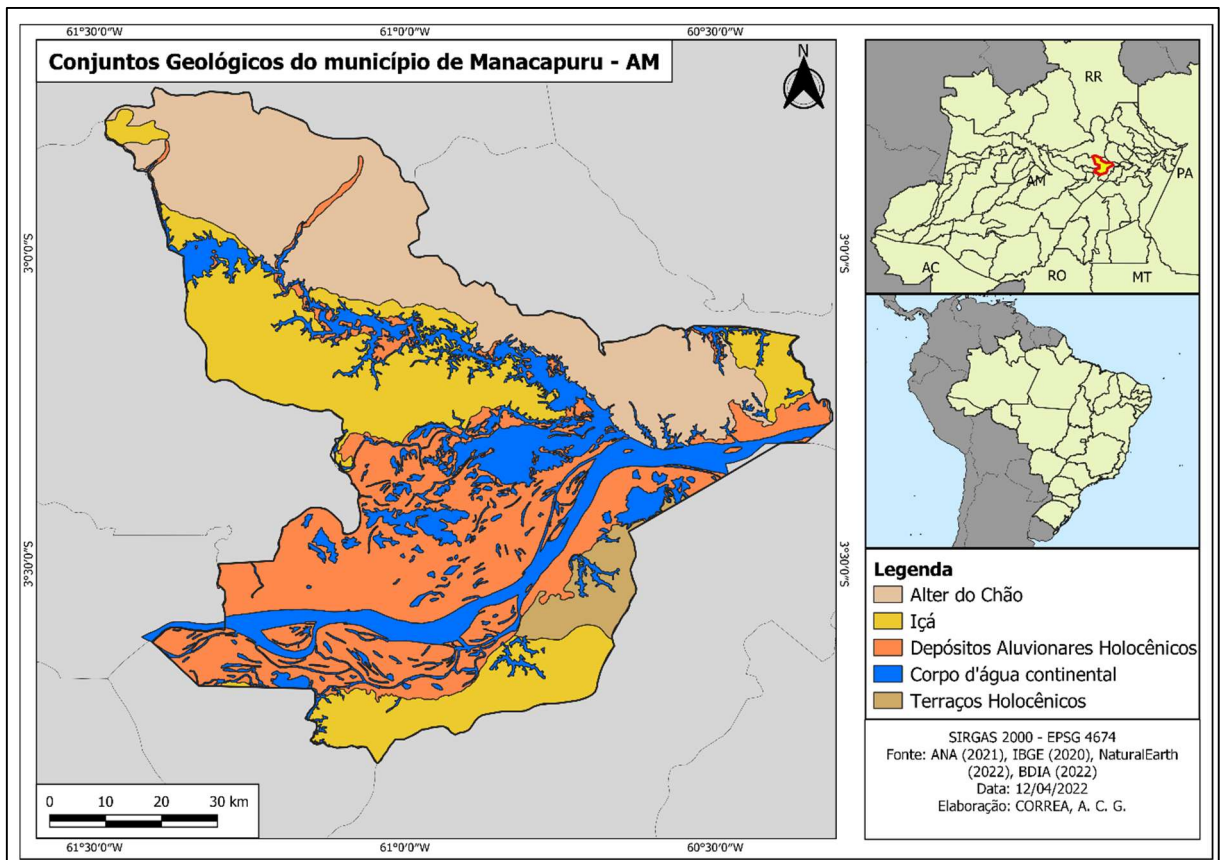 61°30'0"W 61°0'0"W 60°30'0"W
Conjuntos Geológicos do município de Manacapuru - AM
N
3°0'0"S 3°0'0"S
3°30'0"S 3°30'0"S
0 10 20 30 km
61°30'0"W 61°0'0"W 60°30'0"W
RR
AM
PA
AC
RO
MT
Legenda
Alter do Chão
Içá
Depósitos Aluvionares Holocênicos
Corpo d'água continental
Terraços Holocênicos
SIRGAS 2000 - EPSG 4674
Fonte: ANA (2021), IBGE (2020), NaturalEarth
(2022), BDIA (2022)
Data: 12/04/2022
Elaboração: CORREA, A. C. G.